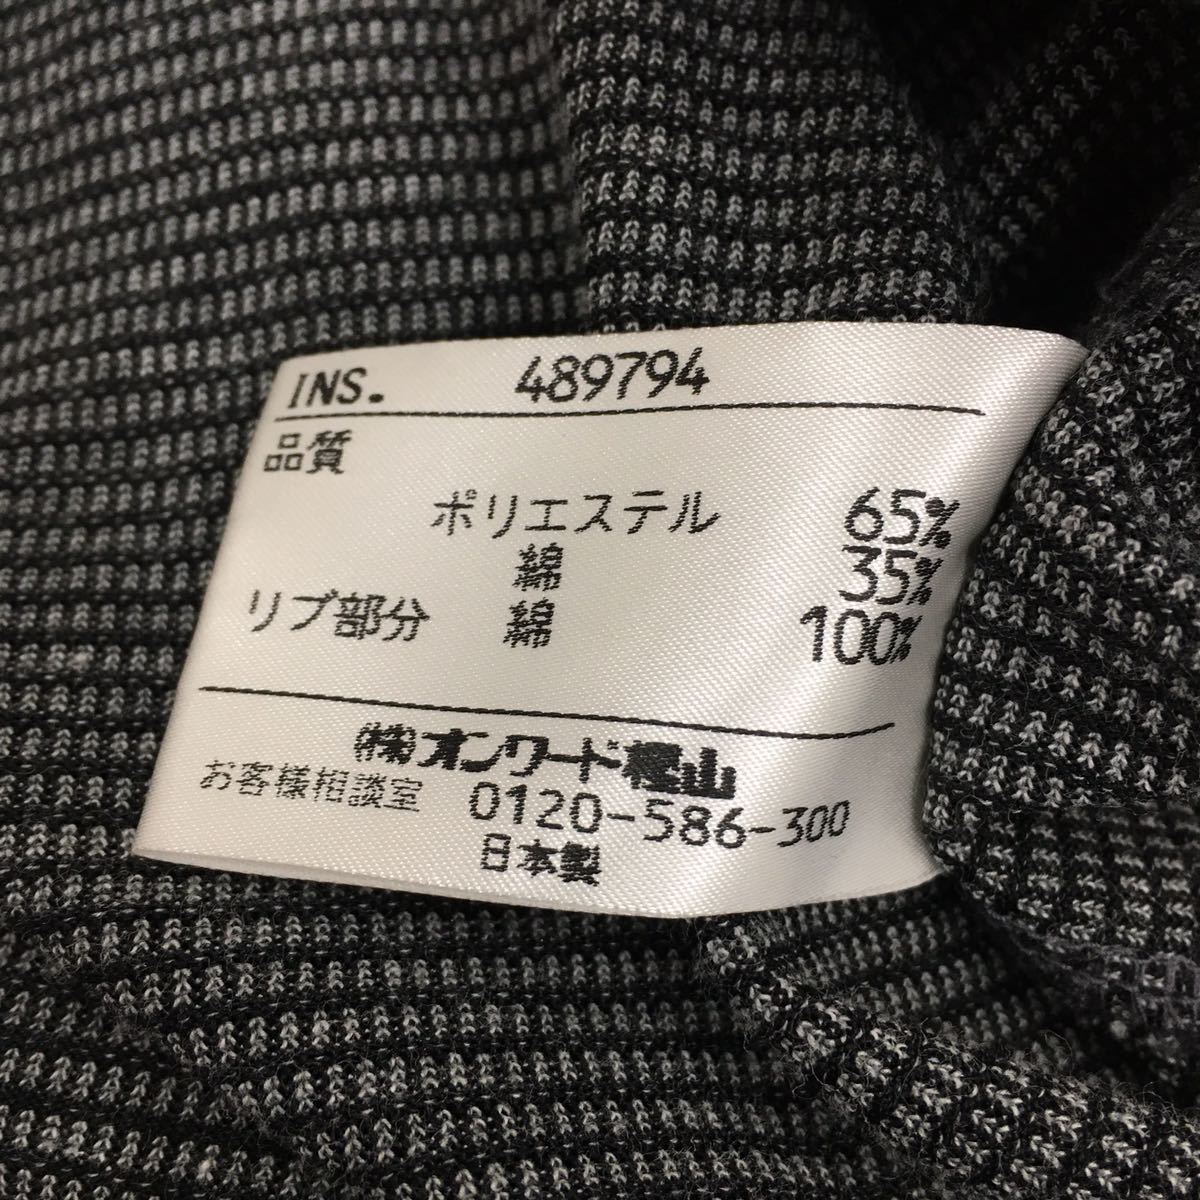 INS. 489794
品質
ポリエステル 65%
綿 35%
リブ部分 綿 100%
㈱オンワード樫山
お客様相談室 0120-586-300
日本製